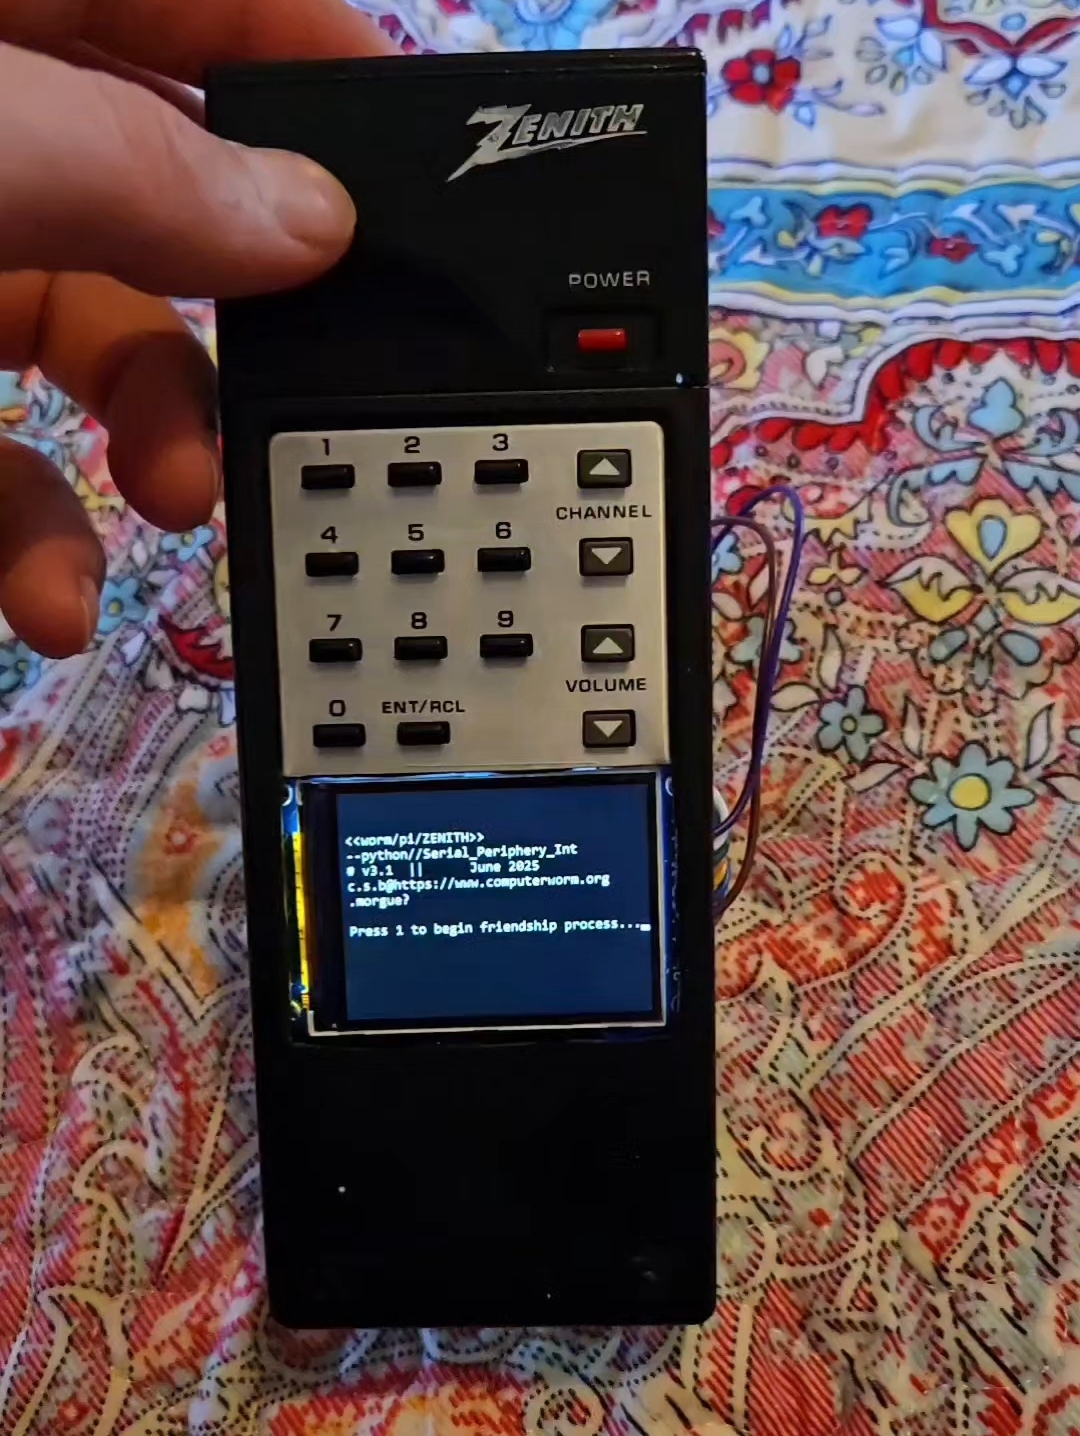 ZENITH
POWER
1 2 3
CHANNEL
4 5 6
7 8 9
VOLUME
0 ENT/RCL
<<worm/pi/ZENITH>>
--python//Serial_Periphery_Int
# v3.1 || June 2025
c.s.b@https://www.computerworm.org
.morgue?
Press 1 to begin friendship process...